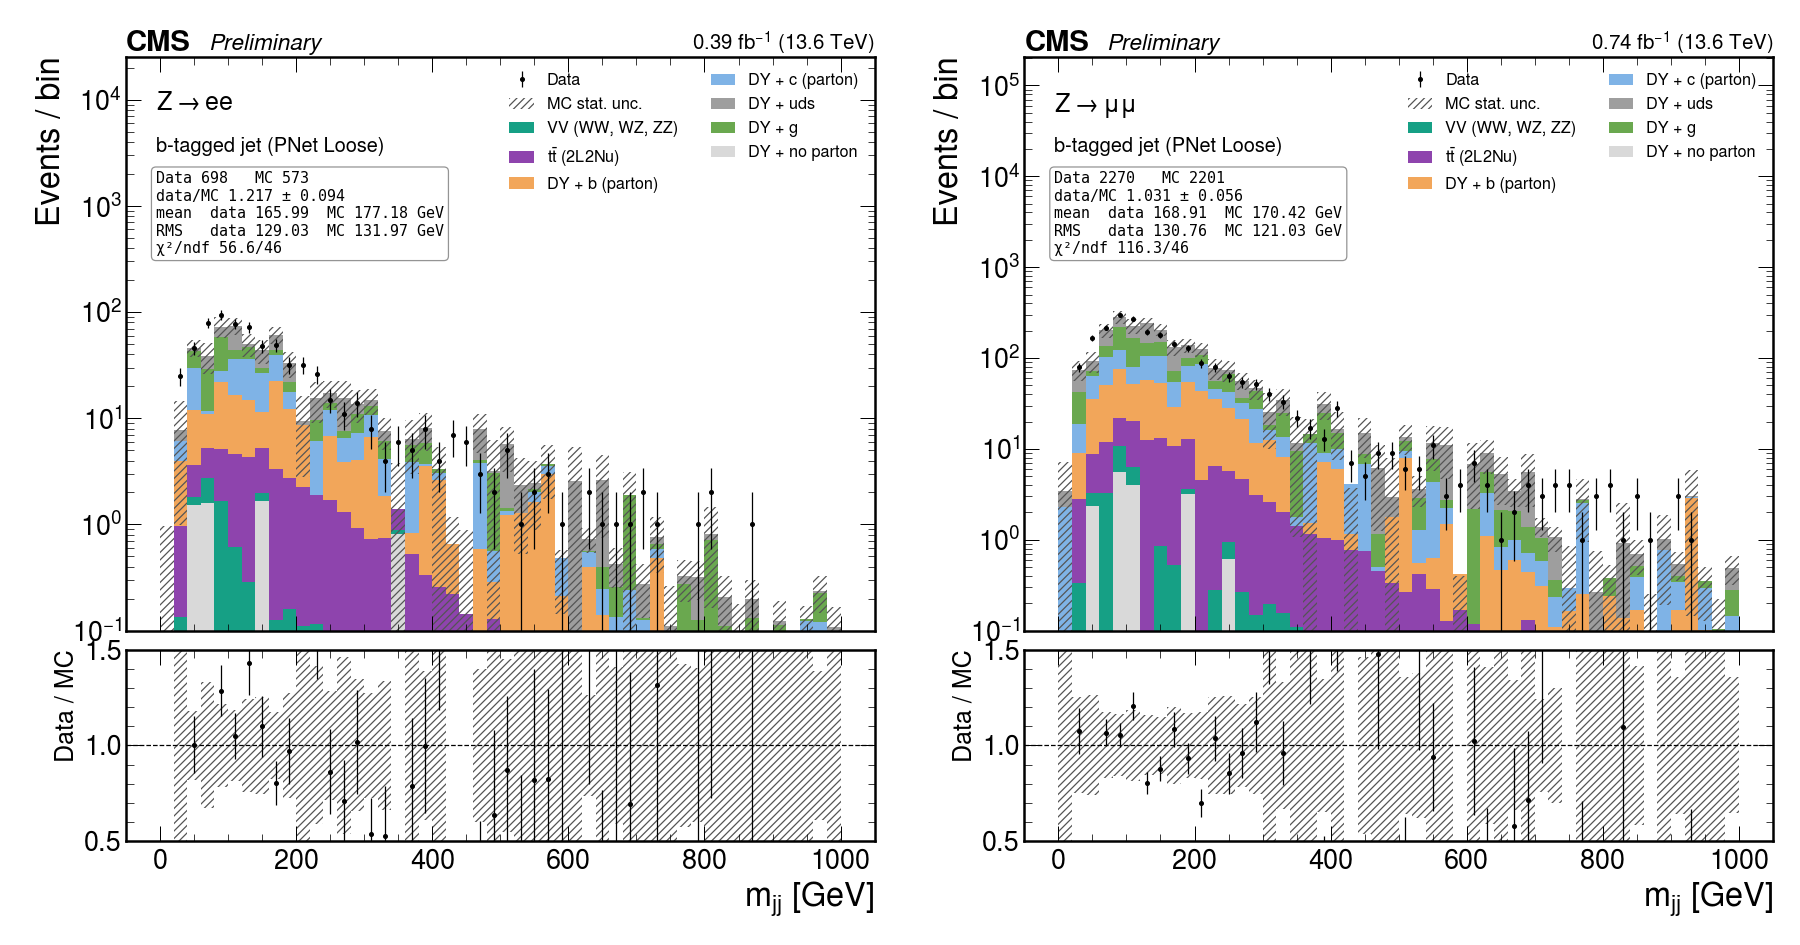 CMS Preliminary 0.39 fb⁻¹ (13.6 TeV)
Events / bin
10⁴
10³
10²
10¹
10⁰
10⁻¹
Z → ee
b-tagged jet (PNet Loose)
Data 698 MC 573
data/MC 1.217 ± 0.094
mean data 165.99 MC 177.18 GeV
RMS data 129.03 MC 131.97 GeV
χ²/ndf 56.6/46
Data
MC stat. unc.
VV (WW, WZ, ZZ)
tt̄ (2L2Nu)
DY + b (parton)
DY + c (parton)
DY + uds
DY + g
DY + no parton
Data / MC
1.5
1.0
0.5
0 200 400 600 800 1000
m_jj [GeV]
CMS Preliminary 0.74 fb⁻¹ (13.6 TeV)
Events / bin
10⁵
10⁴
10³
10²
10¹
10⁰
10⁻¹
Z → μμ
b-tagged jet (PNet Loose)
Data 2270 MC 2201
data/MC 1.031 ± 0.056
mean data 168.91 MC 170.42 GeV
RMS data 130.76 MC 121.03 GeV
χ²/ndf 116.3/46
Data
MC stat. unc.
VV (WW, WZ, ZZ)
tt̄ (2L2Nu)
DY + b (parton)
DY + c (parton)
DY + uds
DY + g
DY + no parton
Data / MC
1.5
1.0
0.5
0 200 400 600 800 1000
m_jj [GeV]